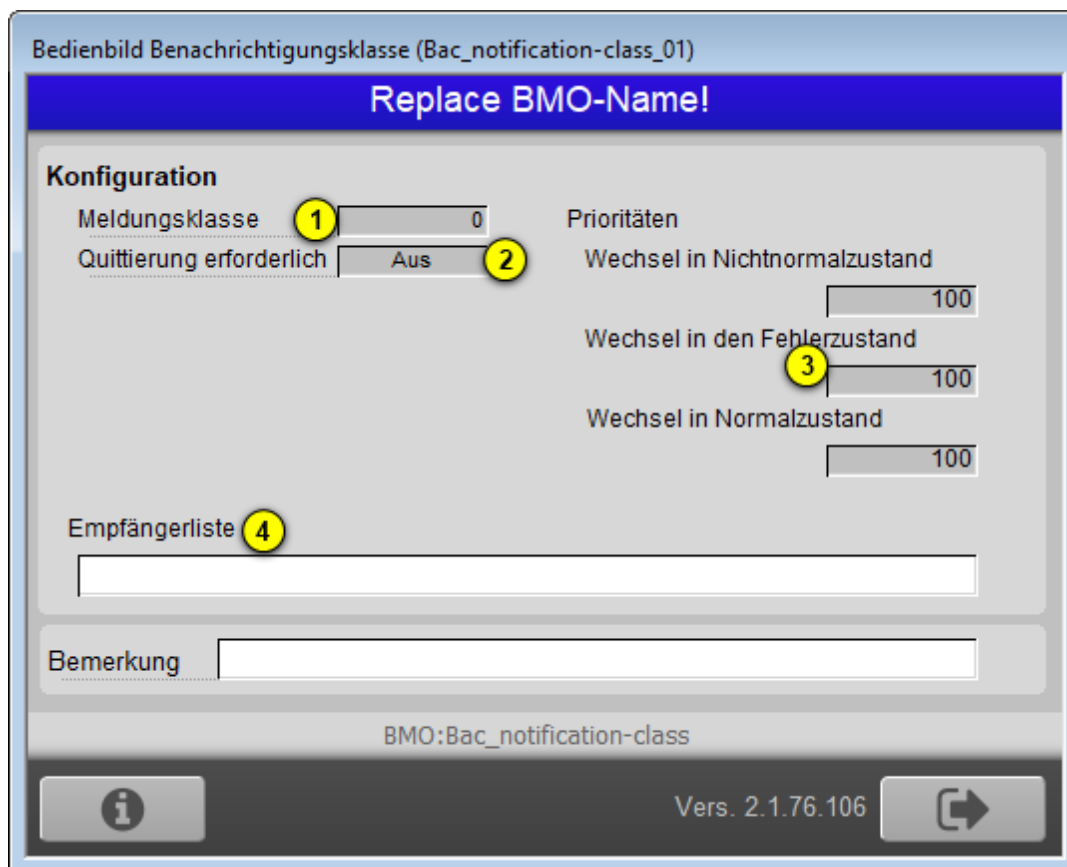 Bedienbild Benachrichtigungsklasse (Bac_notification-class_01)
Replace BMO-Name!
Konfiguration
Meldungsklasse 1 0
Quittierung erforderlich Aus 2
Prioritäten
Wechsel in Nichtnormalzustand
100
Wechsel in den Fehlerzustand
3 100
Wechsel in Normalzustand
100
Empfängerliste 4
Bemerkung
BMO:Bac_notification-class
Vers. 2.1.76.106